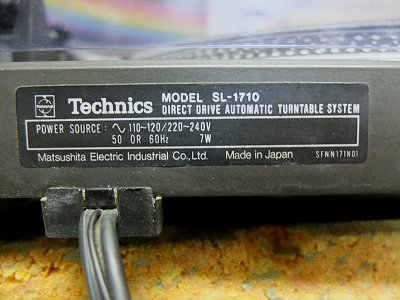 Technics MODEL SL-1710
DIRECT DRIVE AUTOMATIC TURNTABLE SYSTEM
POWER SOURCE: ∿ 110~120/220~240V
50 OR 60Hz 7W
Matsushita Electric Industrial Co., Ltd. Made in Japan SFNN171N01